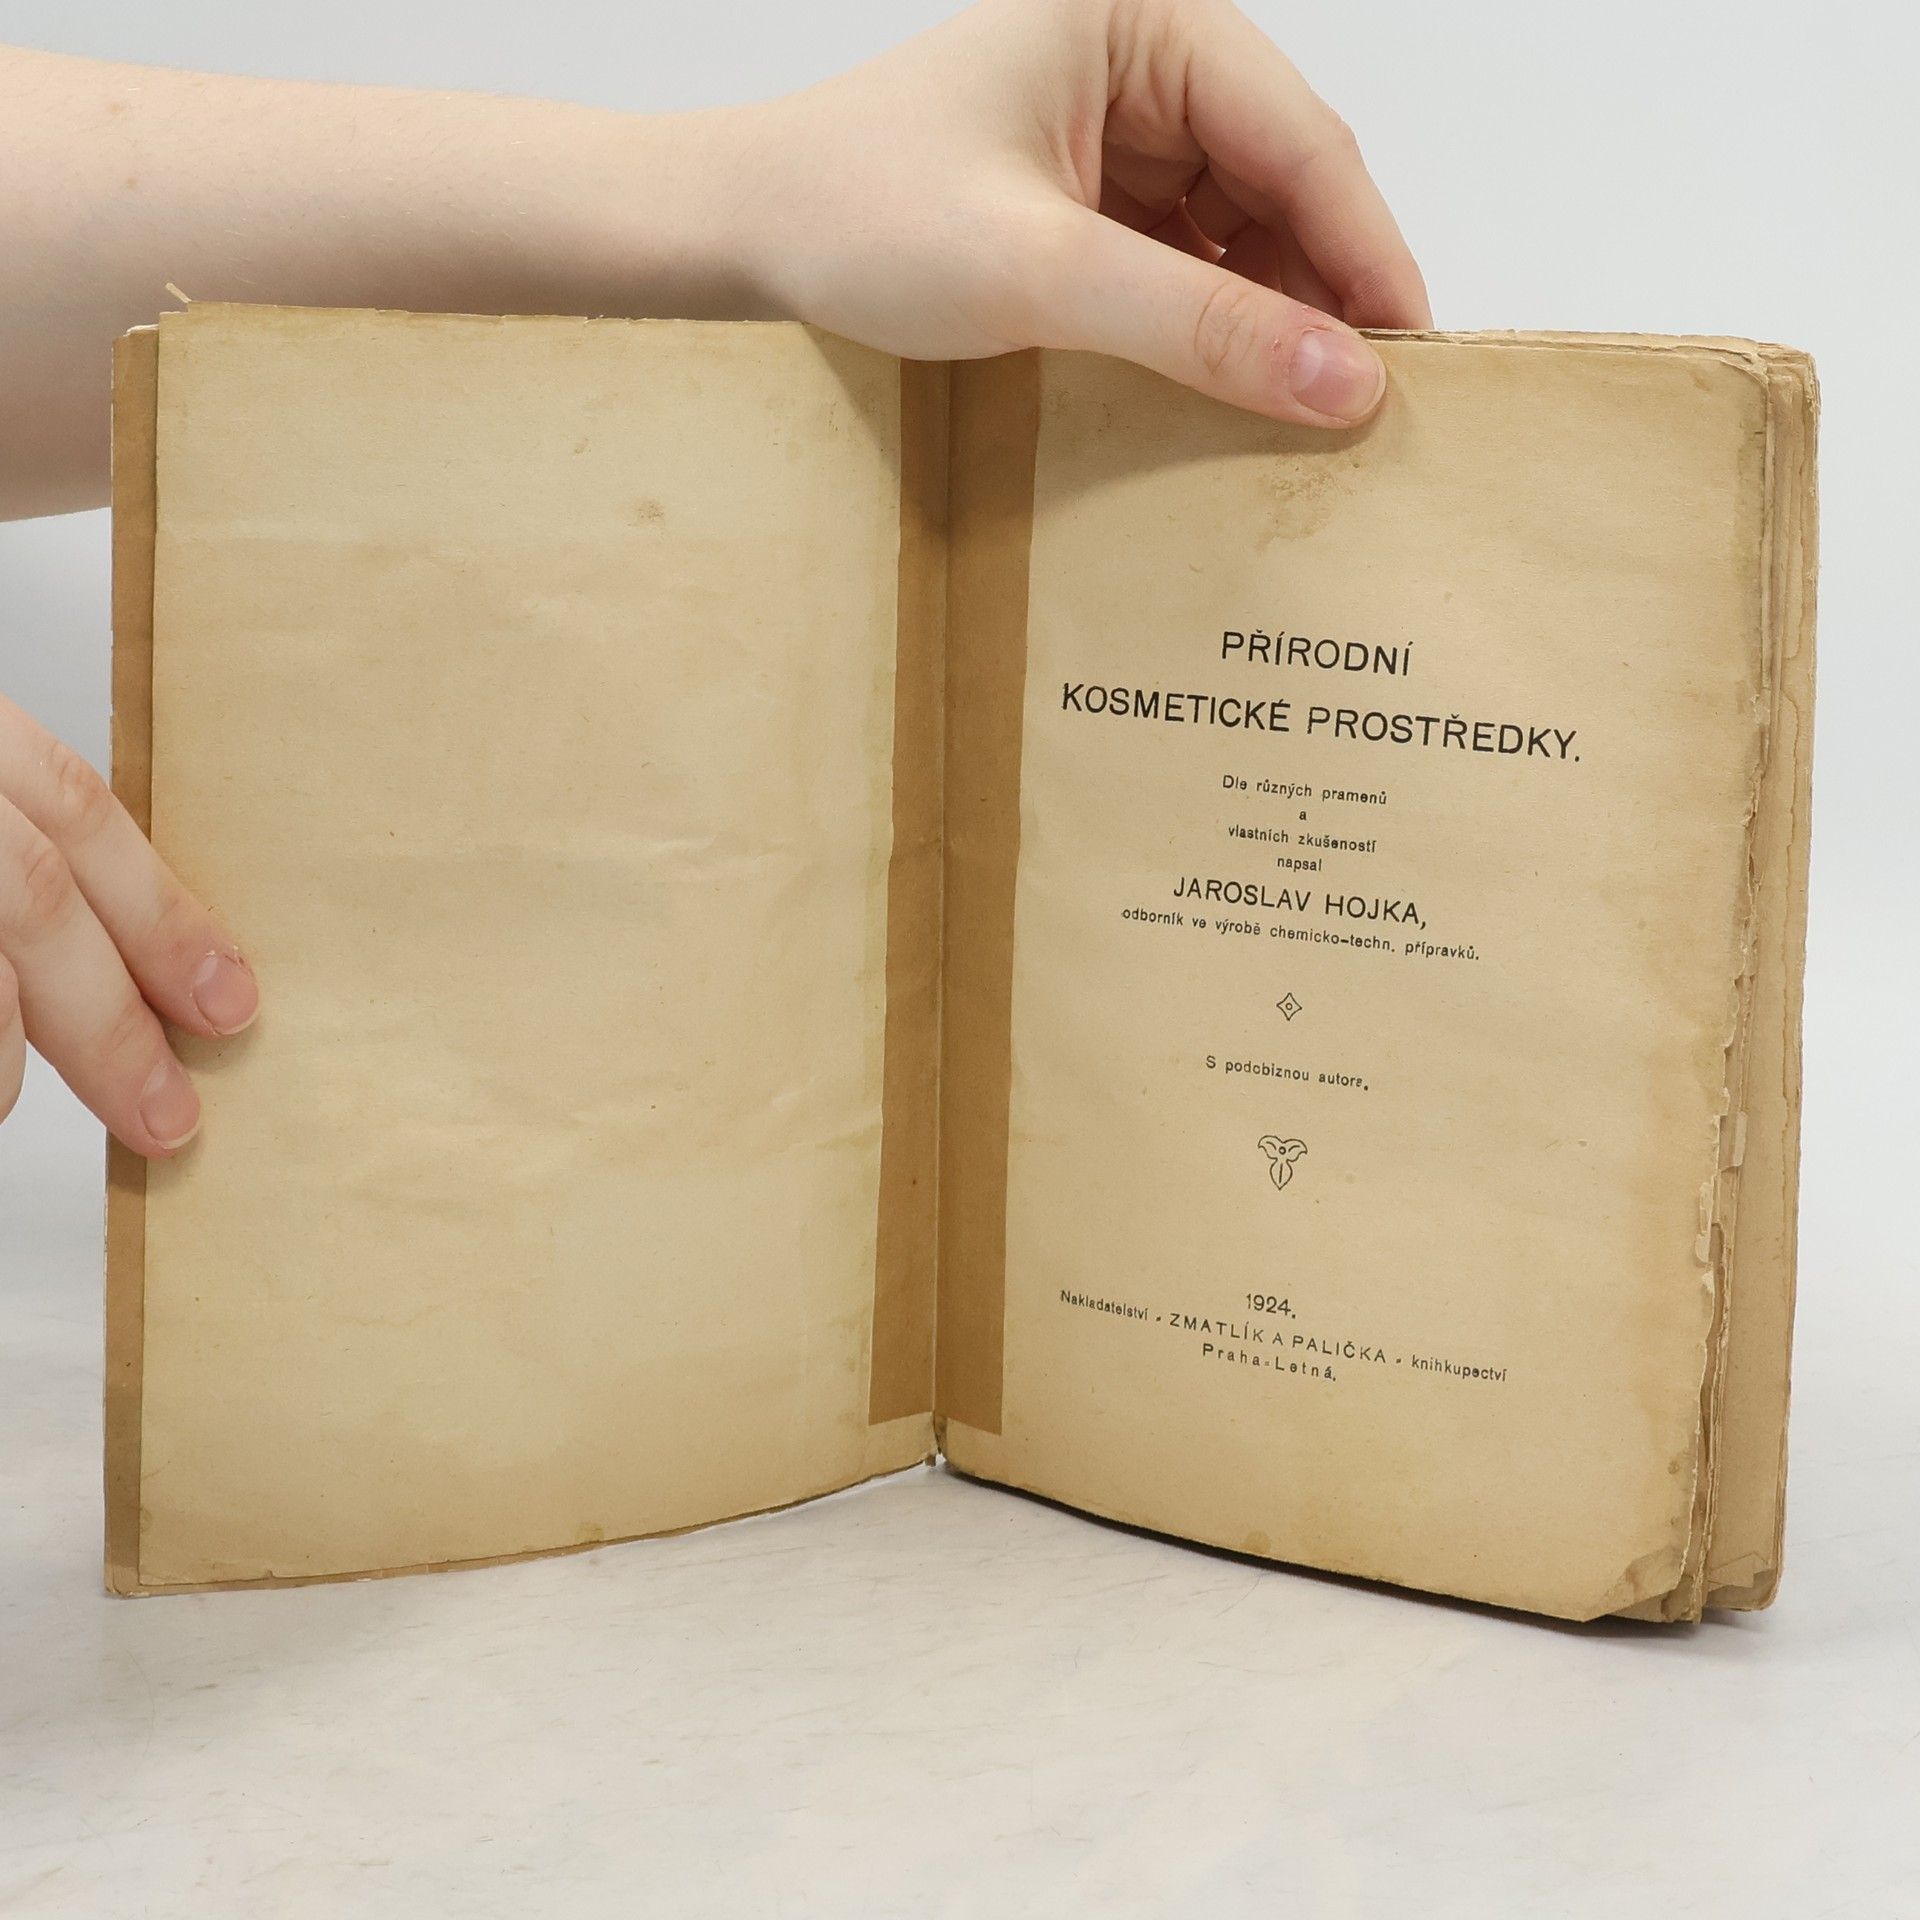 PŘÍRODNÍ
KOSMETICKÉ PROSTŘEDKY.
Dle různých pramenů
a
vlastních zkušeností
napsal
JAROSLAV HOJKA,
odborník ve výrobě chemicko-techn. přípravků.
S podobiznou autora.
1924.
Nakladatelství - ZMATLÍK A PALIČKA - knihkupectví
Praha-Letná.